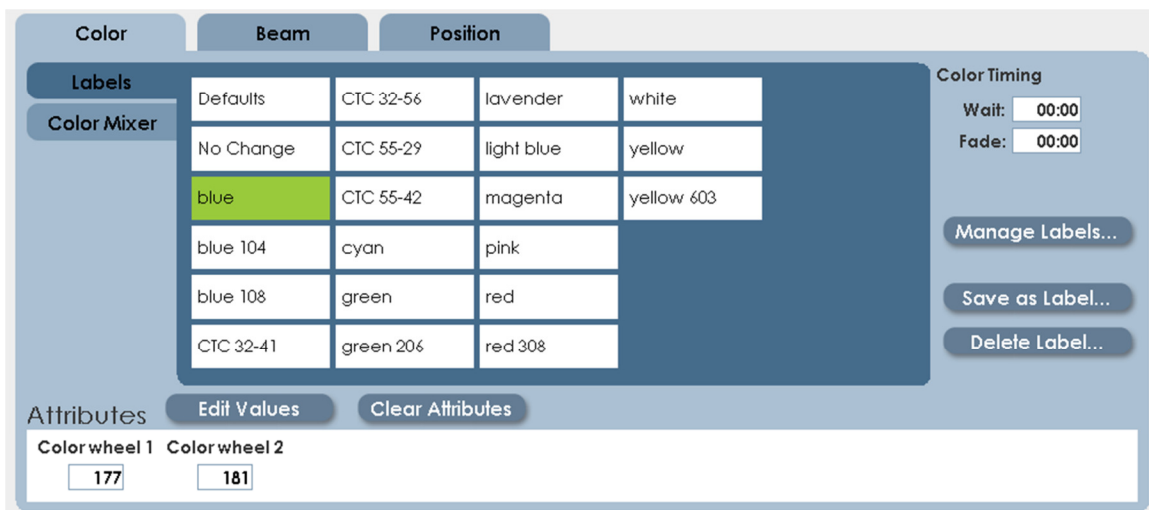 Color Beam Position
Labels
Color Mixer
Defaults CTC 32-56 lavender white
No Change CTC 55-29 light blue yellow
blue CTC 55-42 magenta yellow 603
blue 104 cyan pink
blue 108 green red
CTC 32-41 green 206 red 308
Color Timing
Wait: 00:00
Fade: 00:00
Manage Labels...
Save as Label...
Delete Label...
Attributes Edit Values Clear Attributes
Color wheel 1 Color wheel 2
177 181